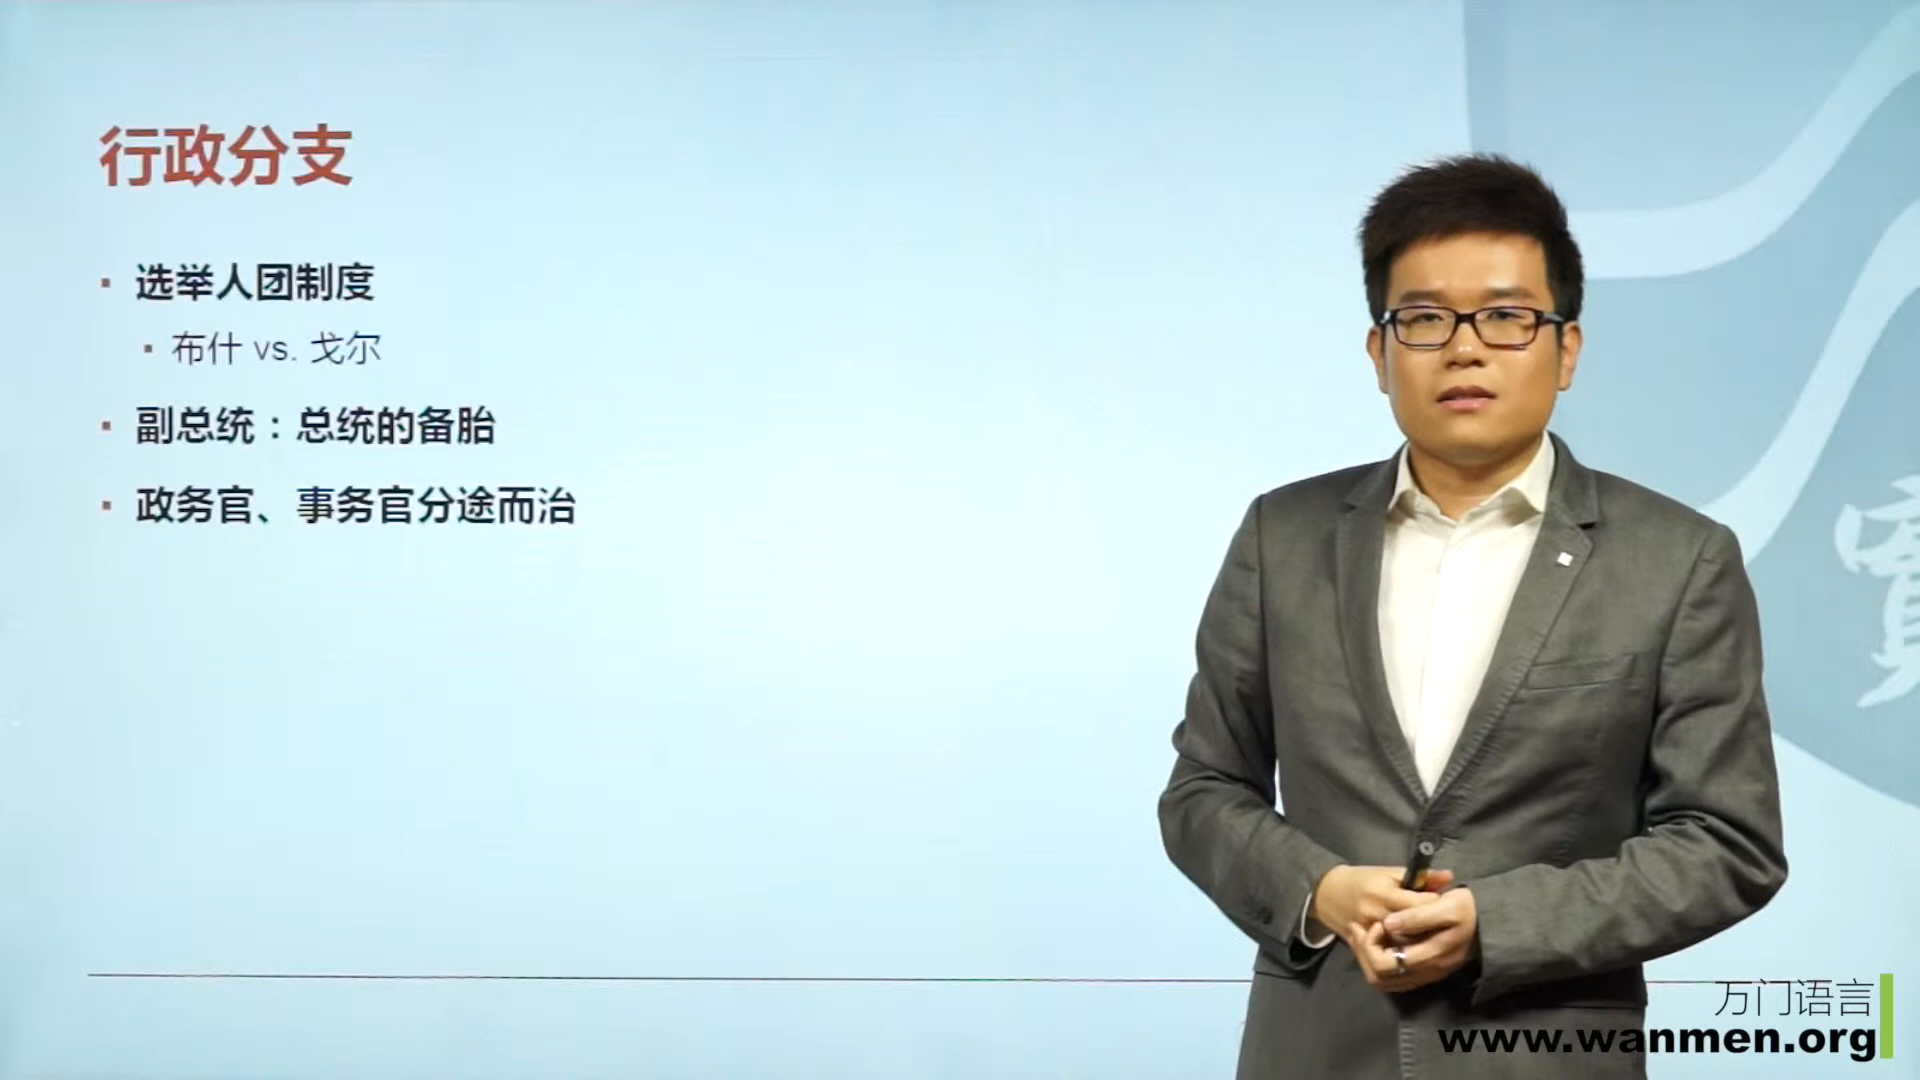 行政分支
▪ 选举人团制度
▪ 布什 vs. 戈尔
▪ 副总统：总统的备胎
▪ 政务官、事务官分途而治
万门语言
www.wanmen.org